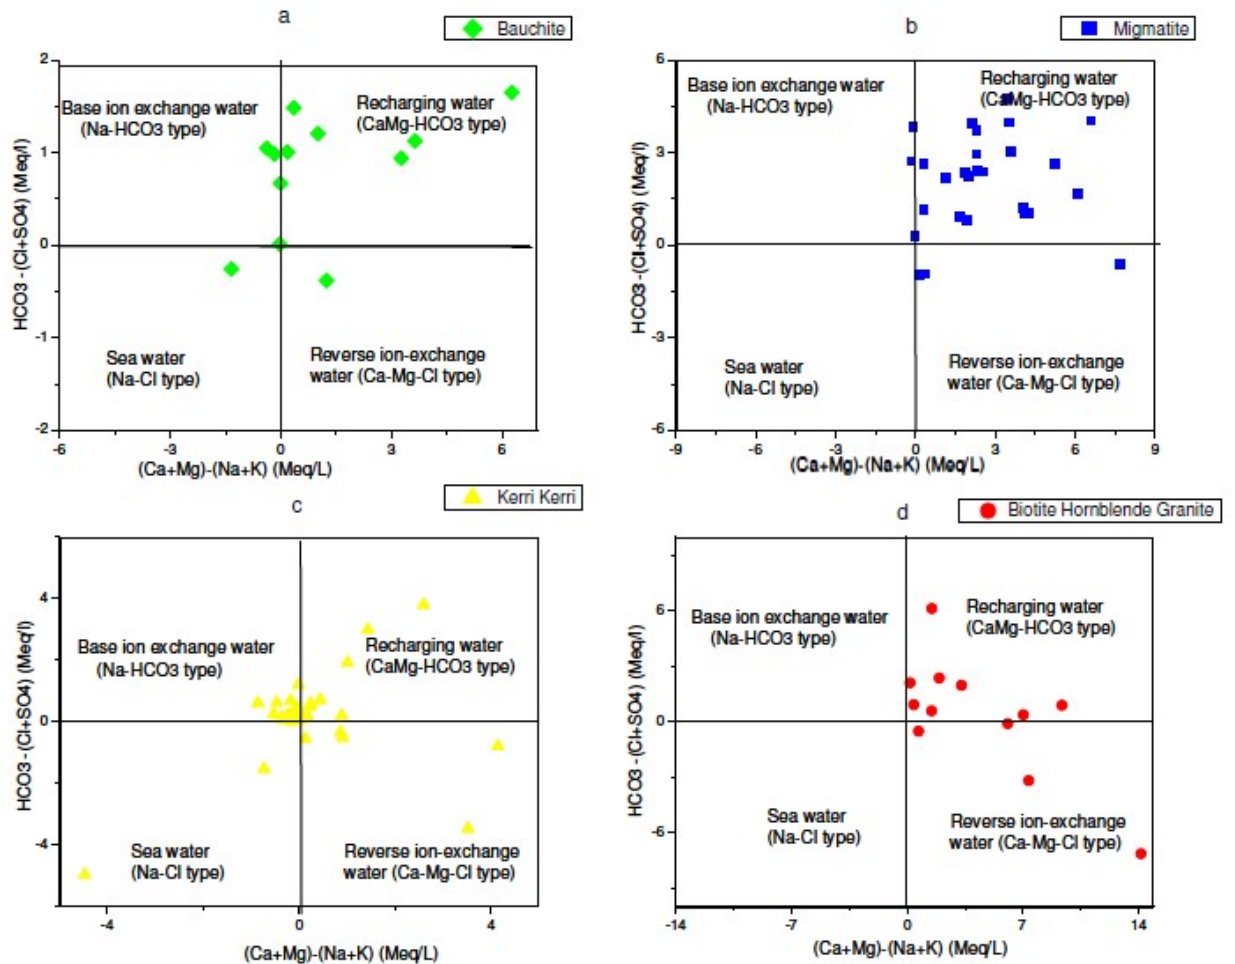 a
Bauchite
HCO3 - (Cl+SO4) (Meq/l)
2
1
0
-1
-2
Base ion exchange water
(Na-HCO3 type)
Recharging water
(CaMg-HCO3 type)
Sea water
(Na-Cl type)
Reverse ion-exchange
water (Ca-Mg-Cl type)
-6 -3 0 3 6
(Ca+Mg)-(Na+K) (Meq/L)
b
Migmatite
HCO3 -(Cl+SO4) (Meq/l)
6
3
0
-3
-6
Base ion exchange water
(Na-HCO3 type)
Recharging water
(CaMg-HCO3 type)
Sea water
(Na-Cl type)
Reverse ion-exchange
water (Ca-Mg-Cl type)
-9 -6 -3 0 3 6 9
(Ca+Mg)-(Na+K) (Meq/L)
c
Kerri Kerri
HCO3 - (Cl+SO4) (Meq/l)
4
0
-4
Base ion exchange water
(Na-HCO3 type)
Recharging water
(CaMg-HCO3 type)
Sea water
(Na-Cl type)
Reverse ion-exchange
water (Ca-Mg-Cl type)
-4 0 4
(Ca+Mg)-(Na+K) (Meq/L)
d
Biotite Hornblende Granite
HCO3 -(Cl+SO4) (Meq/l)
6
0
-6
Base ion exchange water
(Na-HCO3 type)
Recharging water
(CaMg-HCO3 type)
Sea water
(Na-Cl type)
Reverse ion-exchange
water (Ca-Mg-Cl type)
-14 -7 0 7 14
(Ca+Mg)-(Na+K) (Meq/L)